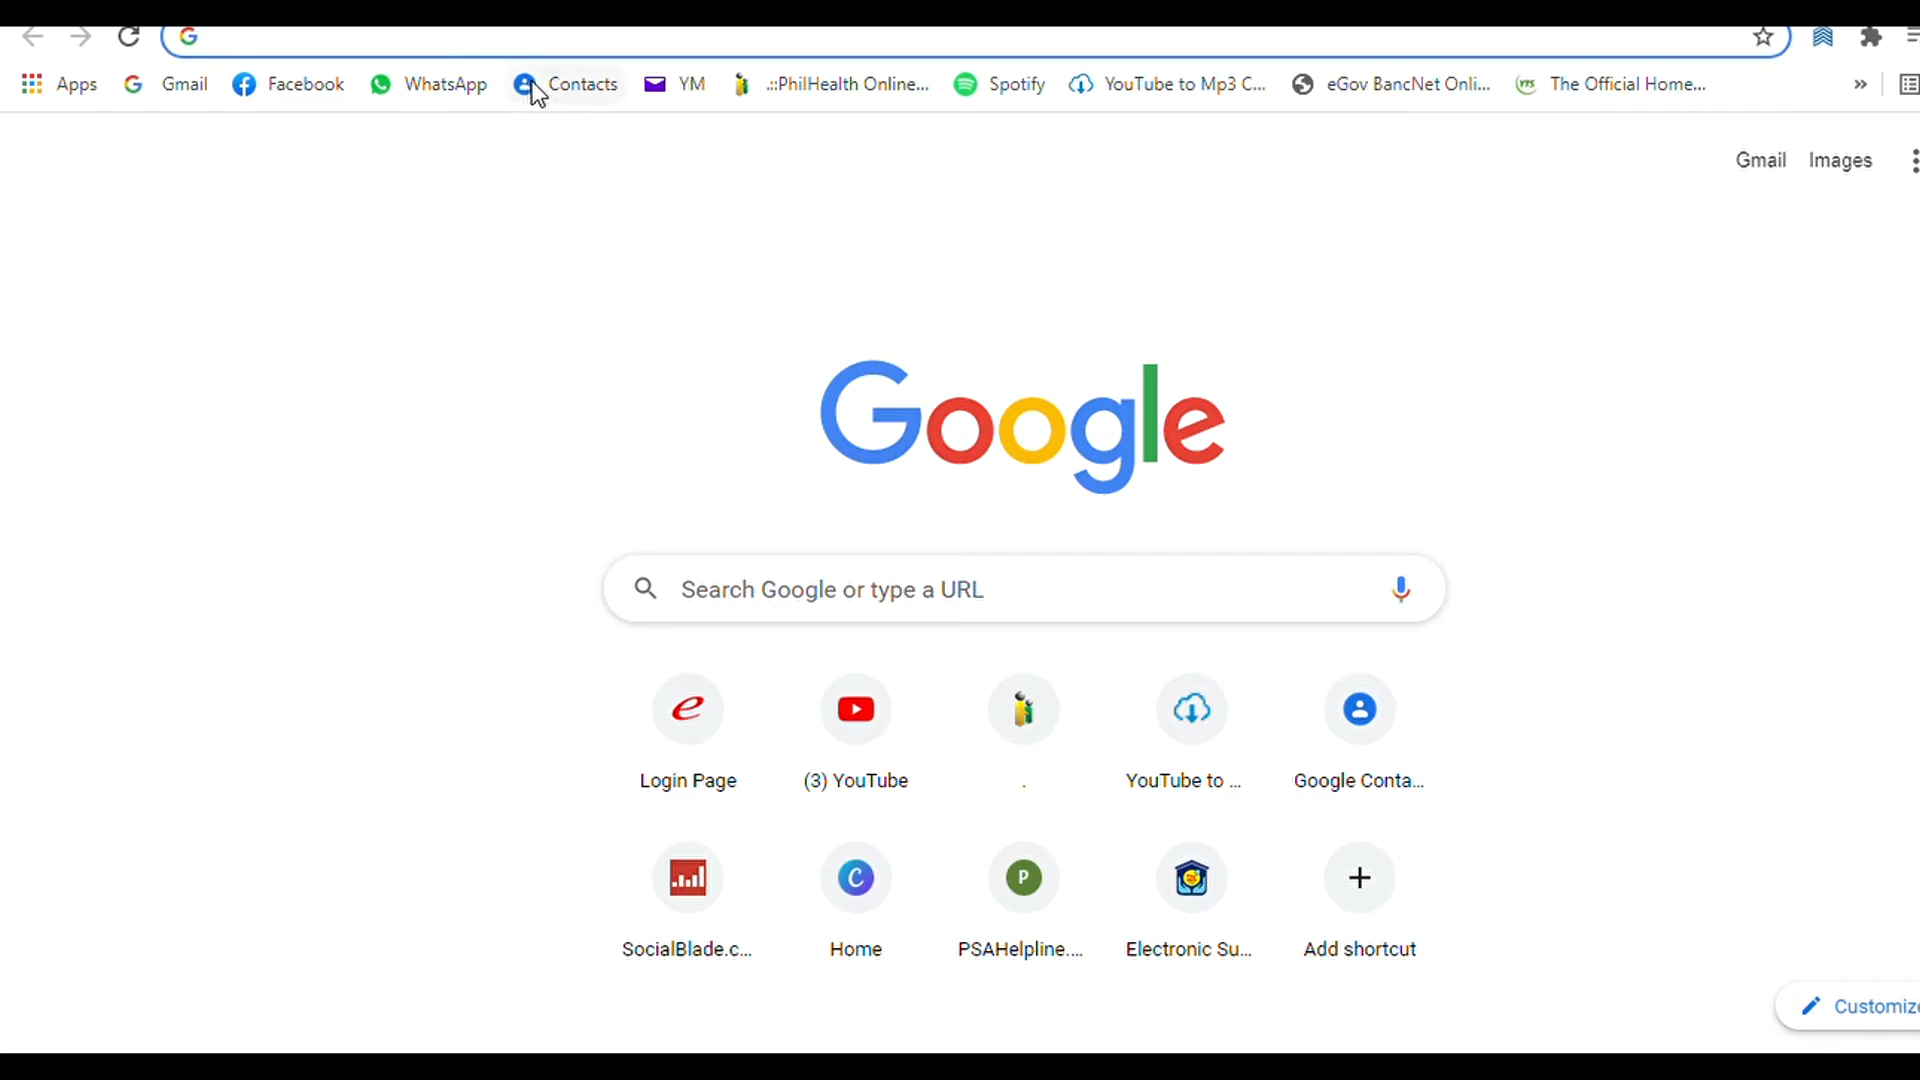 Apps Gmail Facebook WhatsApp Contacts YM .::PhilHealth Online... Spotify YouTube to Mp3 C... eGov BancNet Onli... YTS The Official Home... »
Gmail Images
Google
Search Google or type a URL
Login Page (3) YouTube . YouTube to ... Google Conta...
P
SocialBlade.c... Home PSAHelpline.... Electronic Su... Add shortcut
Customize